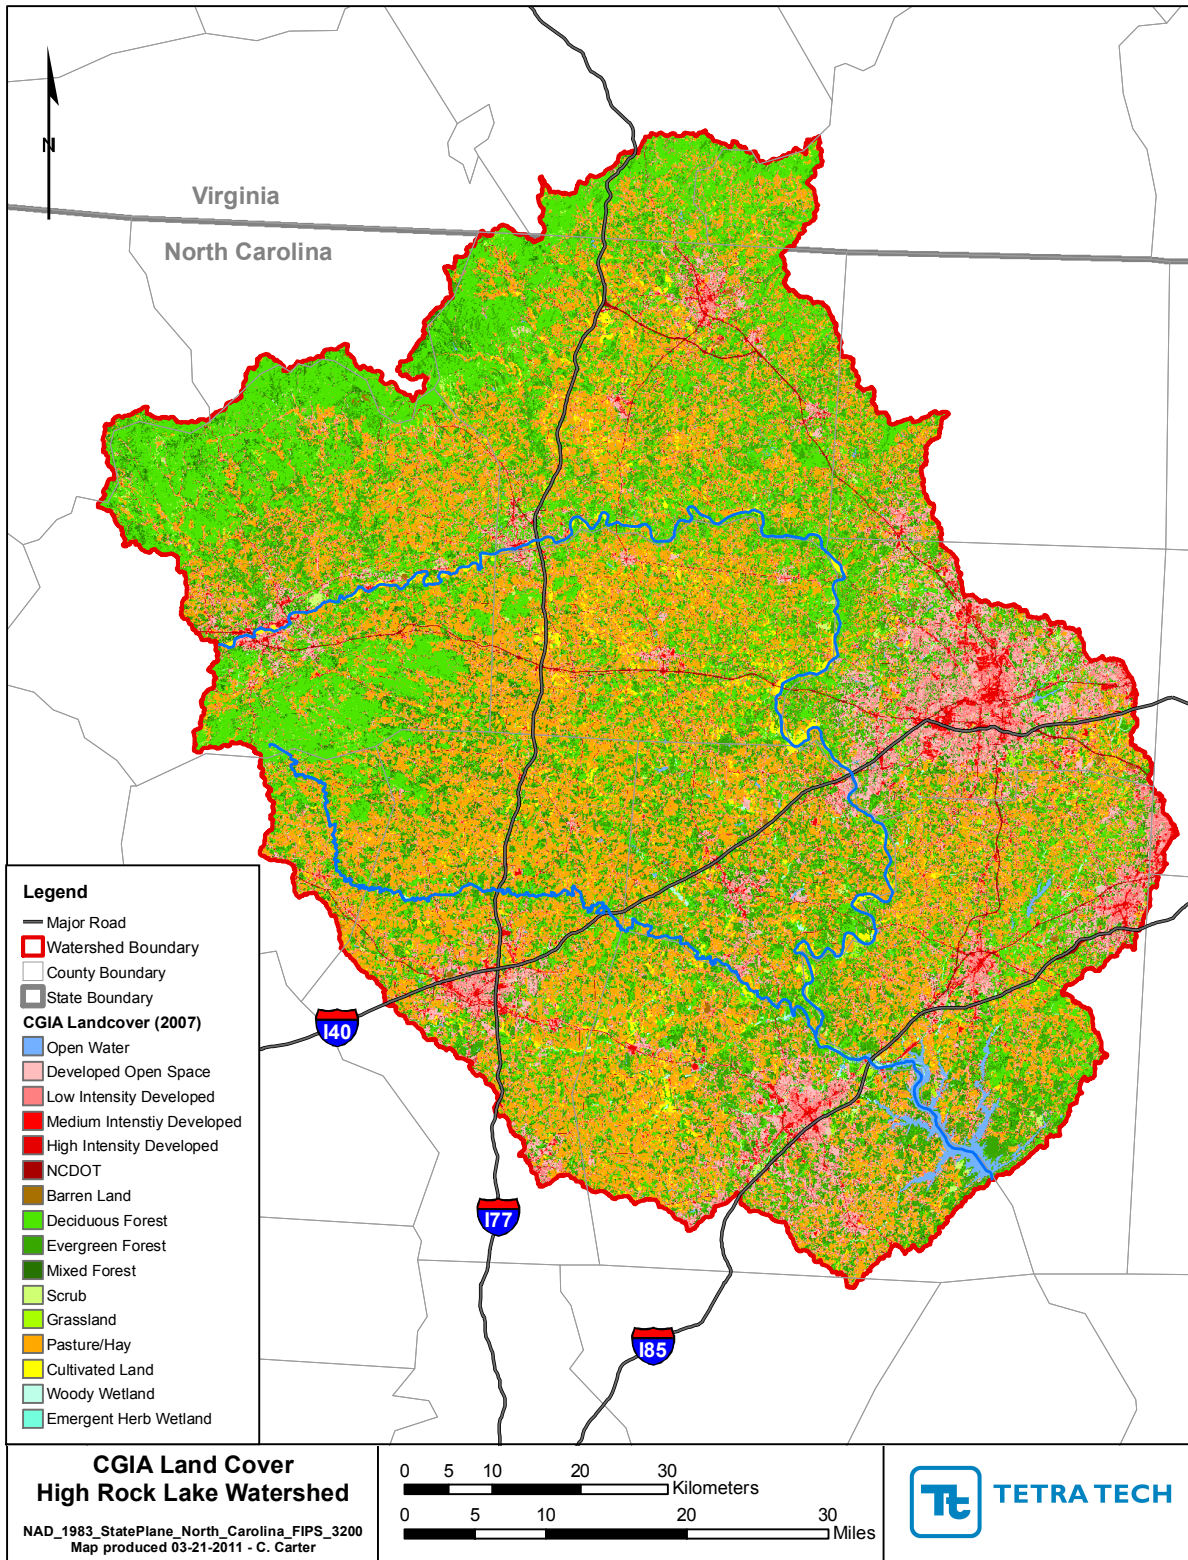 N
Virginia
North Carolina
Legend
Major Road
Watershed Boundary
County Boundary
State Boundary
CGIA Landcover (2007)
Open Water
Developed Open Space
Low Intensity Developed
Medium Intenstiy Developed
High Intensity Developed
NCDOT
Barren Land
Deciduous Forest
Evergreen Forest
Mixed Forest
Scrub
Grassland
Pasture/Hay
Cultivated Land
Woody Wetland
Emergent Herb Wetland
I40
I77
I85
CGIA Land Cover
High Rock Lake Watershed
NAD_1983_StatePlane_North_Carolina_FIPS_3200
Map produced 03-21-2011 - C. Carter
0 5 10 20 30
Kilometers
0 5 10 20 30
Miles
Tt TETRA TECH